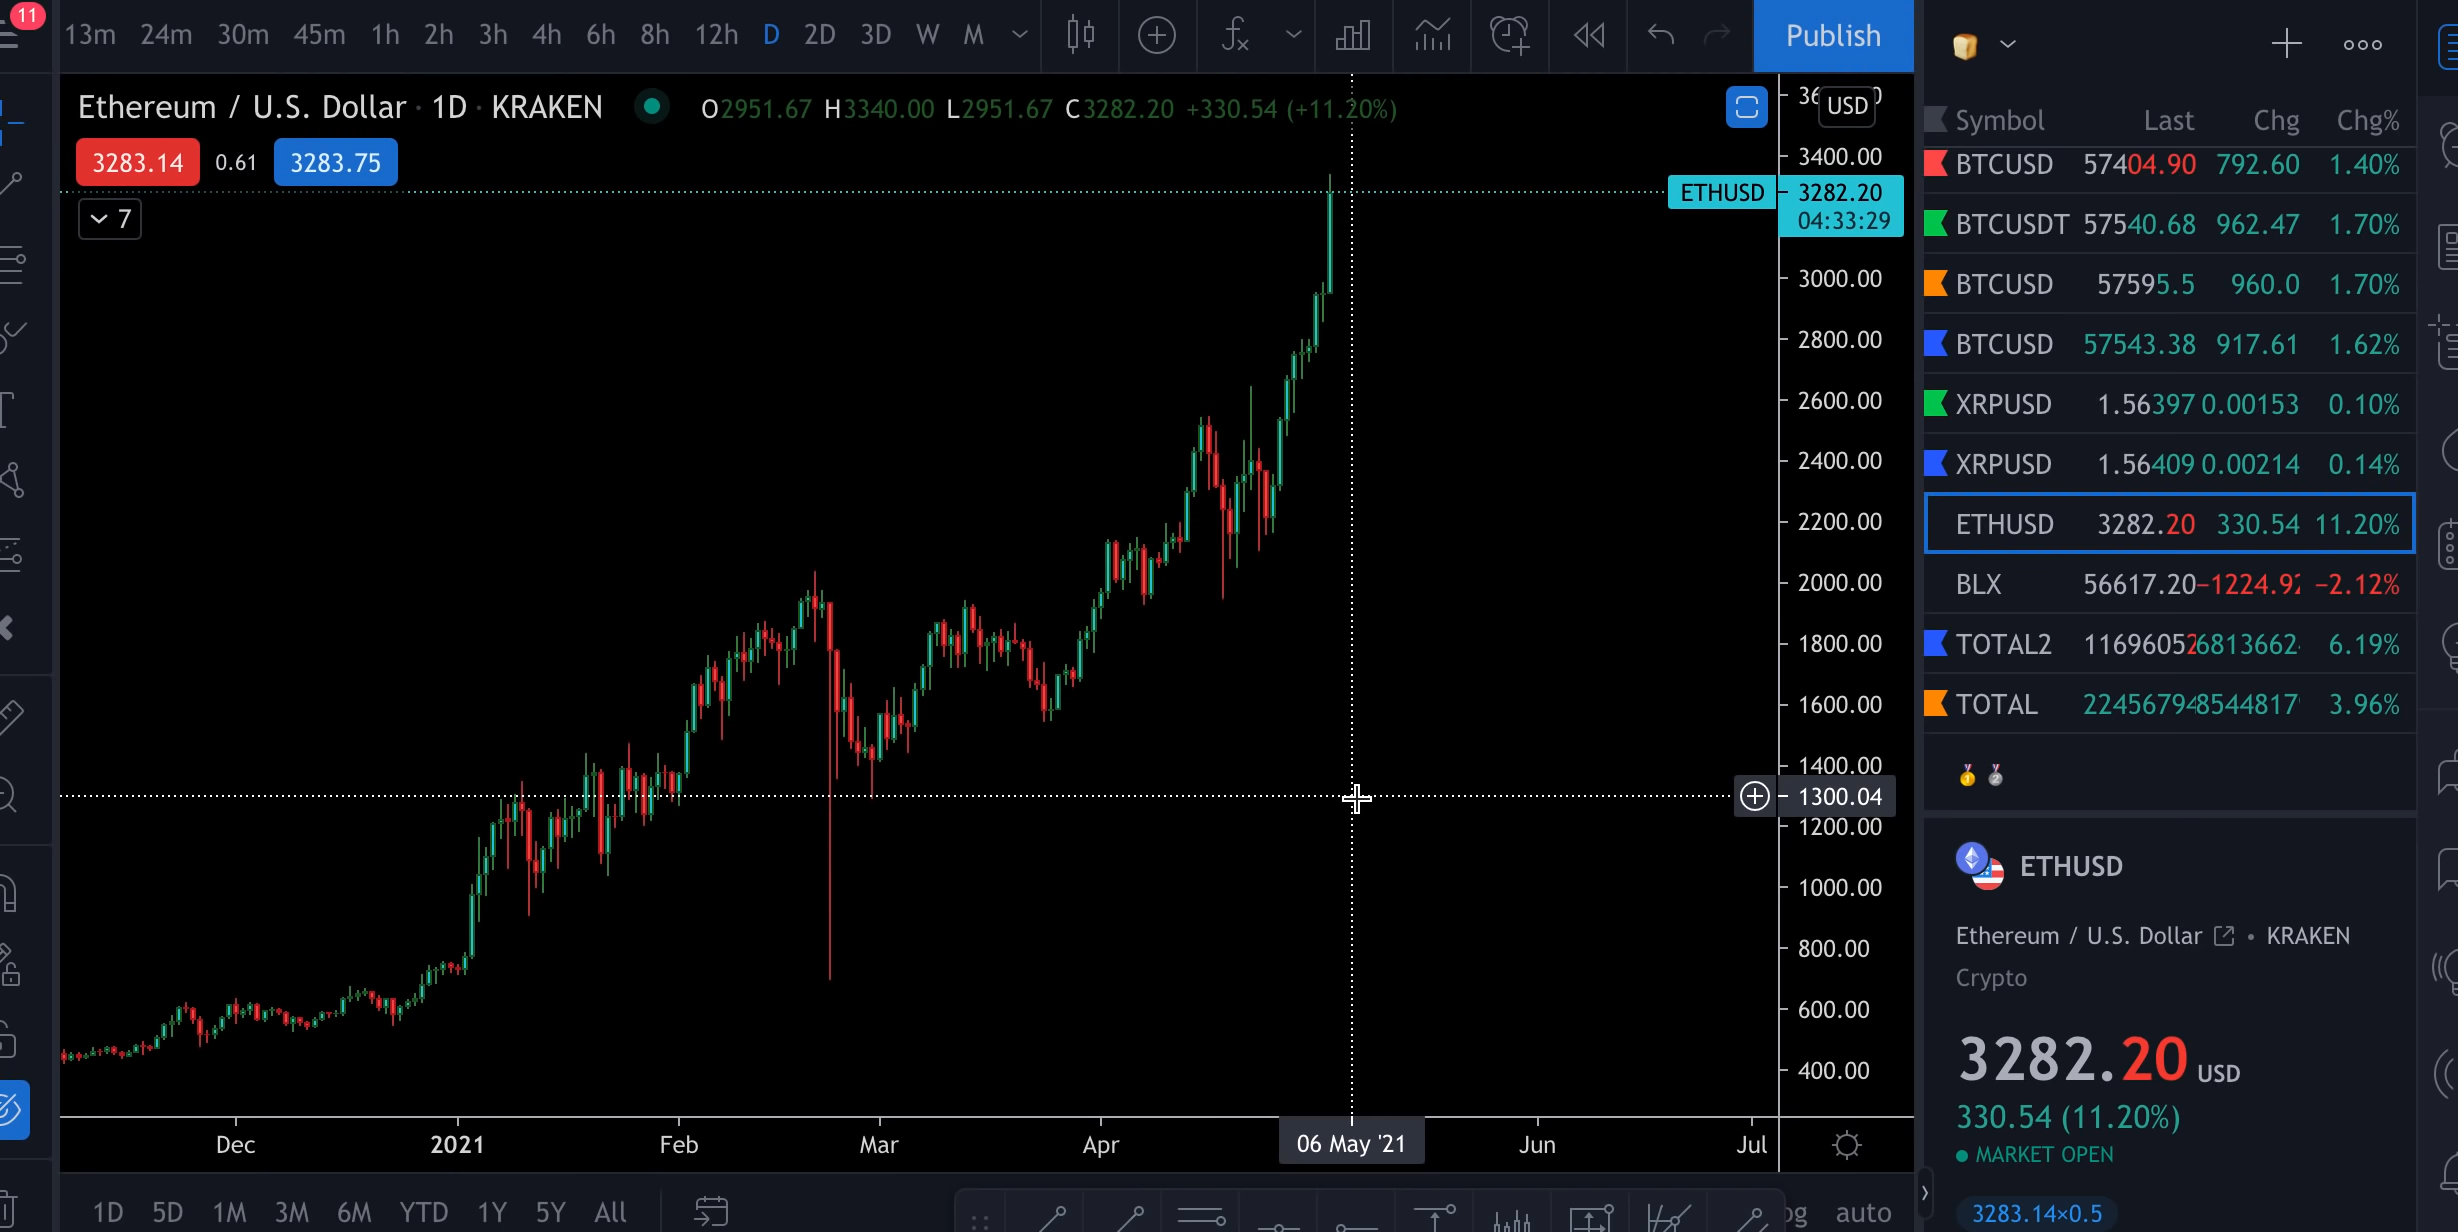 11
13m 24m 30m 45m 1h 2h 3h 4h 6h 8h 12h D 2D 3D W M
Publish
Ethereum / U.S. Dollar · 1D · KRAKEN O2951.67 H3340.00 L2951.67 C3282.20 +330.54 (+11.20%)
3283.14 0.61 3283.75
7
USD
3400.00
ETHUSD 3282.20
04:33:29
3000.00
2800.00
2600.00
2400.00
2200.00
2000.00
1800.00
1600.00
1400.00
1300.04
1200.00
1000.00
800.00
600.00
400.00
Dec 2021 Feb Mar Apr 06 May '21 Jun Jul
1D 5D 1M 3M 6M YTD 1Y 5Y All
auto
Symbol Last Chg Chg%
BTCUSD 57404.90 792.60 1.40%
BTCUSDT 57540.68 962.47 1.70%
BTCUSD 57595.5 960.0 1.70%
BTCUSD 57543.38 917.61 1.62%
XRPUSD 1.56397 0.00153 0.10%
XRPUSD 1.56409 0.00214 0.14%
ETHUSD 3282.20 330.54 11.20%
BLX 56617.20 −1224.92 −2.12%
TOTAL2 1169605 6813662 6.19%
TOTAL 2245679 8544817 3.96%
ETHUSD
Ethereum / U.S. Dollar • KRAKEN
Crypto
3282.20 USD
330.54 (11.20%)
MARKET OPEN
3283.14×0.5